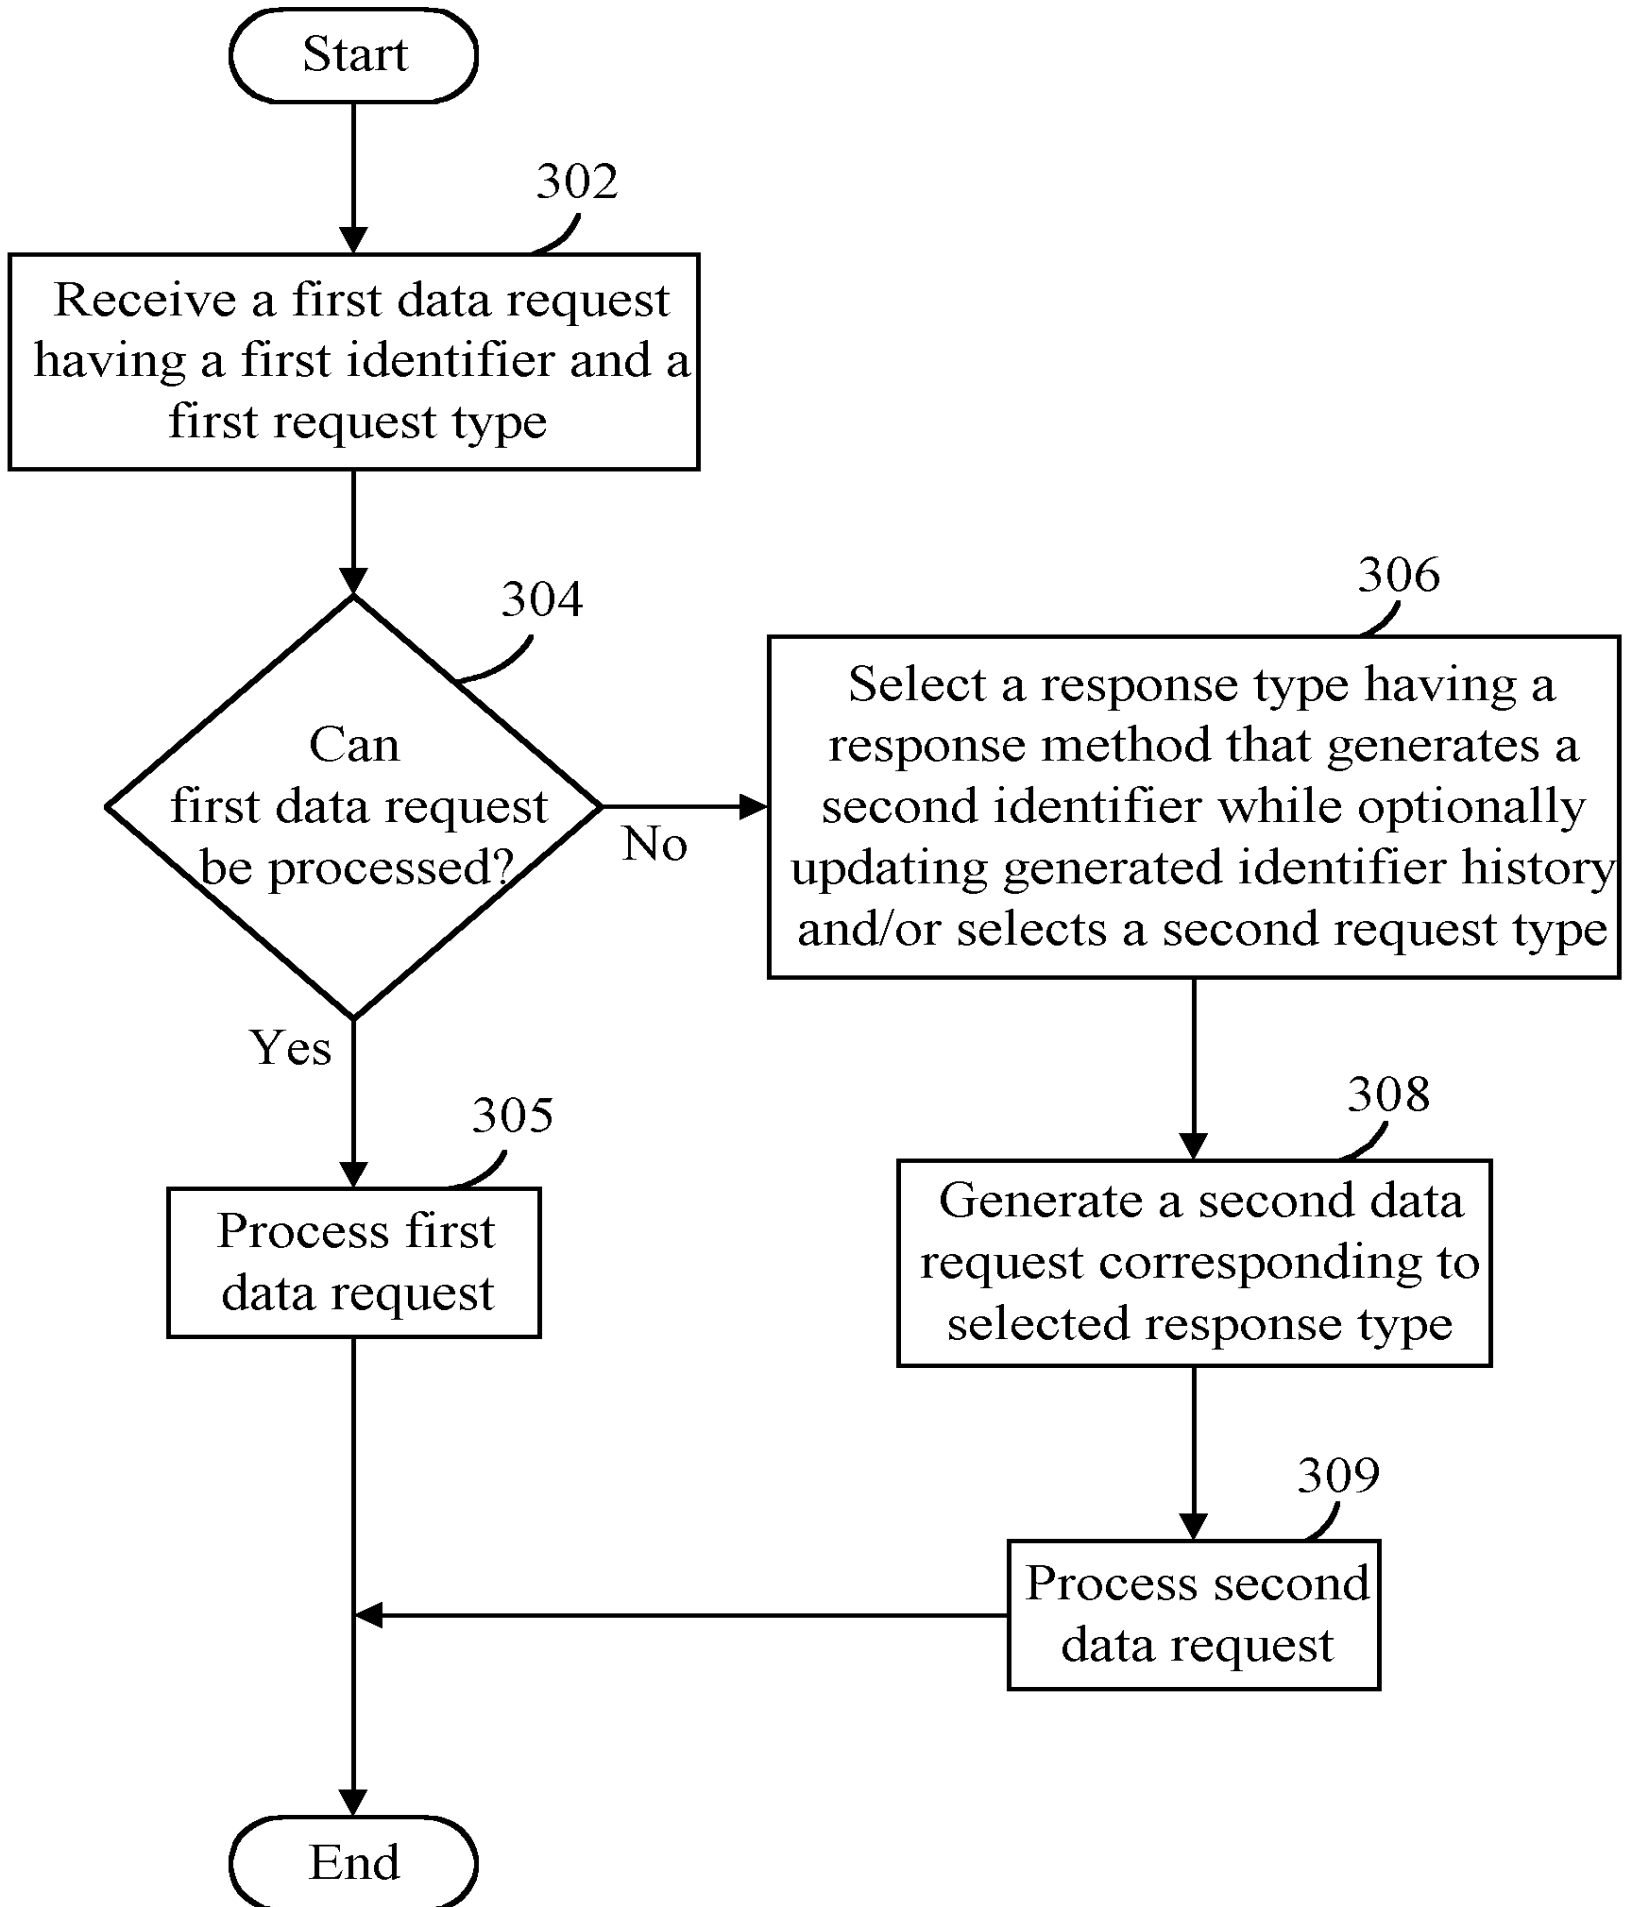 Start
302
Receive a first data request
having a first identifier and a
first request type
304
Can
first data request
be processed?
No
Yes
306
Select a response type having a
response method that generates a
second identifier while optionally
updating generated identifier history
and/or selects a second request type
305
Process first
data request
308
Generate a second data
request corresponding to
selected response type
309
Process second
data request
End